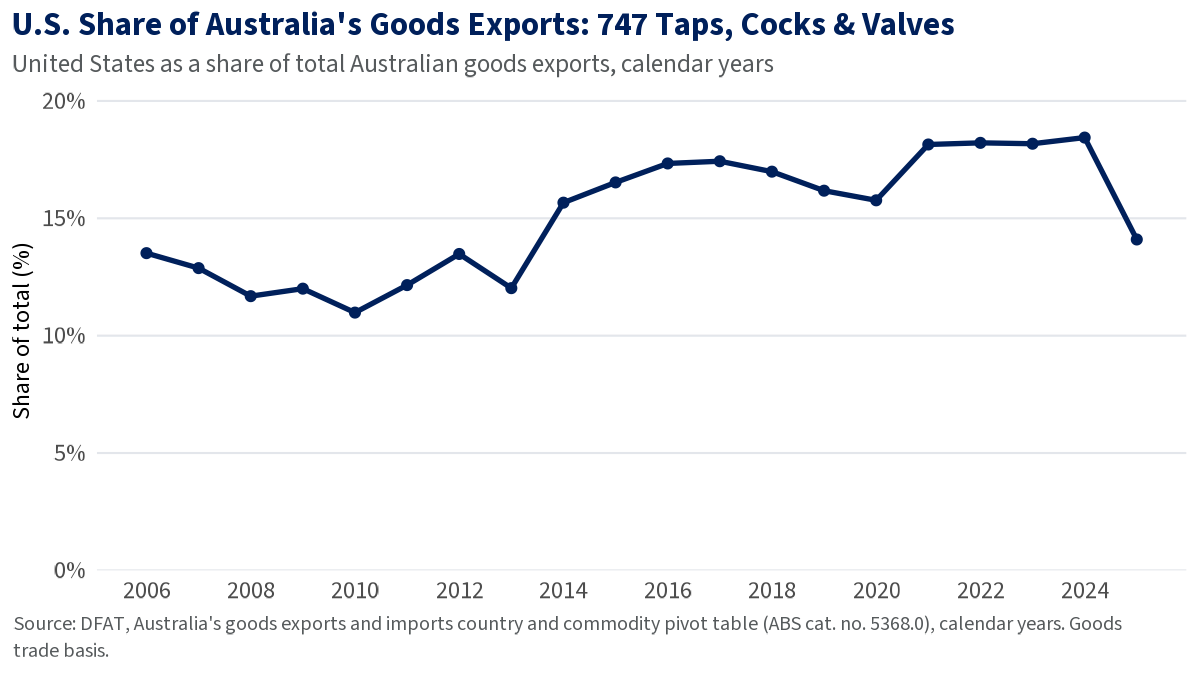 U.S. Share of Australia's Goods Exports: 747 Taps, Cocks & Valves
United States as a share of total Australian goods exports, calendar years
20%
15%
10%
5%
0%
Share of total (%)
2006 2008 2010 2012 2014 2016 2018 2020 2022 2024
Source: DFAT, Australia's goods exports and imports country and commodity pivot table (ABS cat. no. 5368.0), calendar years. Goods
trade basis.